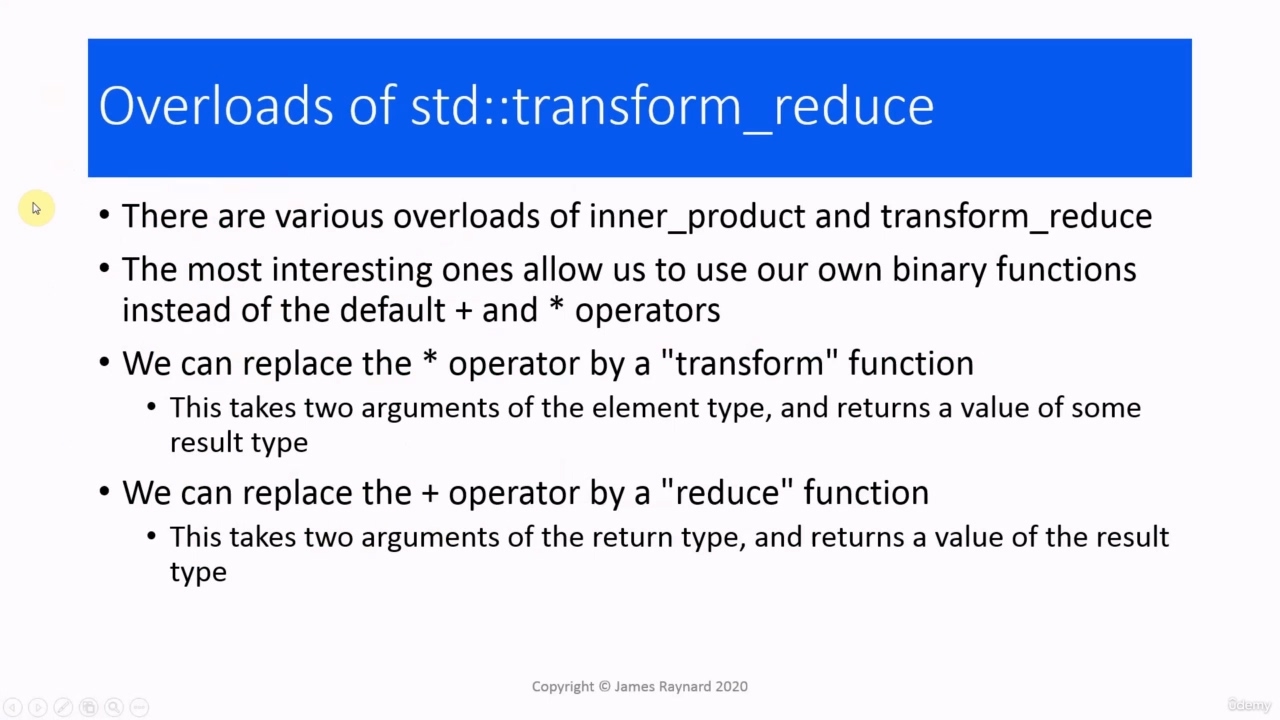 Overloads of std::transform_reduce
• There are various overloads of inner_product and transform_reduce
• The most interesting ones allow us to use our own binary functions
instead of the default + and * operators
• We can replace the * operator by a "transform" function
• This takes two arguments of the element type, and returns a value of some
result type
• We can replace the + operator by a "reduce" function
• This takes two arguments of the return type, and returns a value of the result
type
Copyright © James Raynard 2020
ûdemy